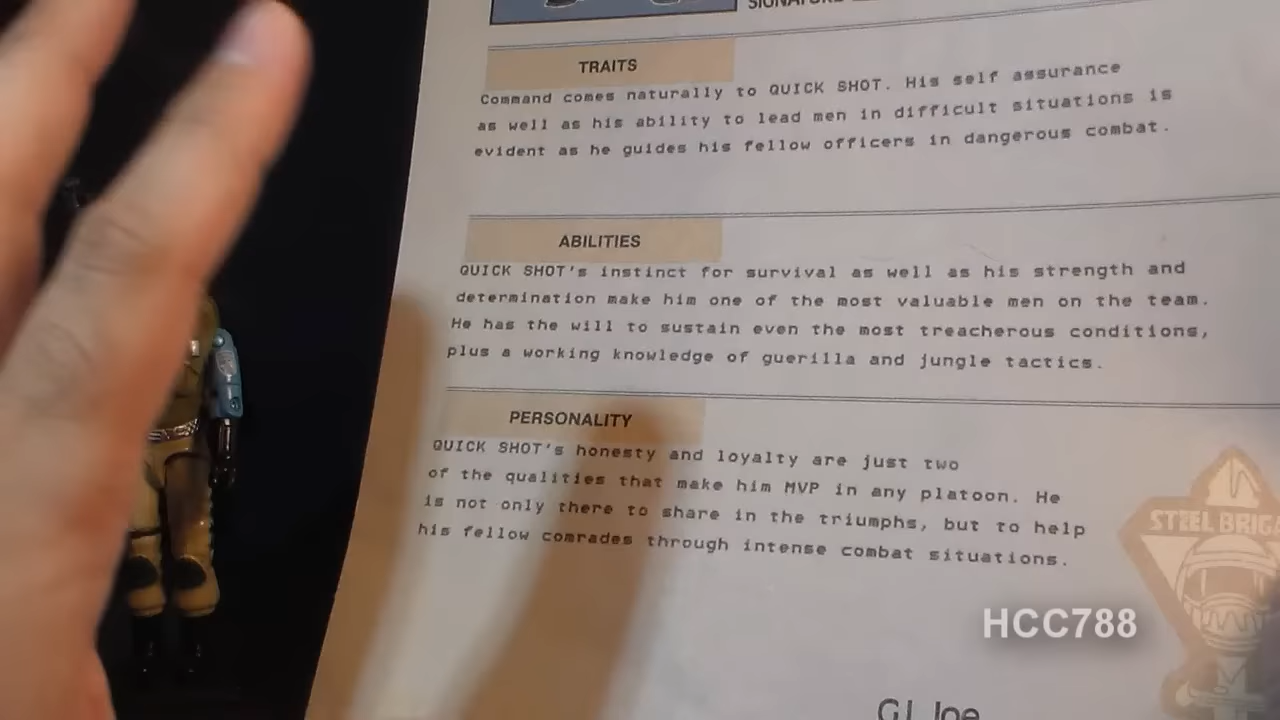 TRAITS
Command comes naturally to QUICK SHOT. His self assurance
as well as his ability to lead men in difficult situations is
evident as he guides his fellow officers in dangerous combat.
ABILITIES
QUICK SHOT's instinct for survival as well as his strength and
determination make him one of the most valuable men on the team.
He has the will to sustain even the most treacherous conditions,
plus a working knowledge of guerilla and jungle tactics.
PERSONALITY
QUICK SHOT's honesty and loyalty are just two
of the qualities that make him MVP in any platoon. He
is not only there to share in the triumphs, but to help
his fellow comrades through intense combat situations.
STEEL BRIGA
HCC788
G.I. Joe